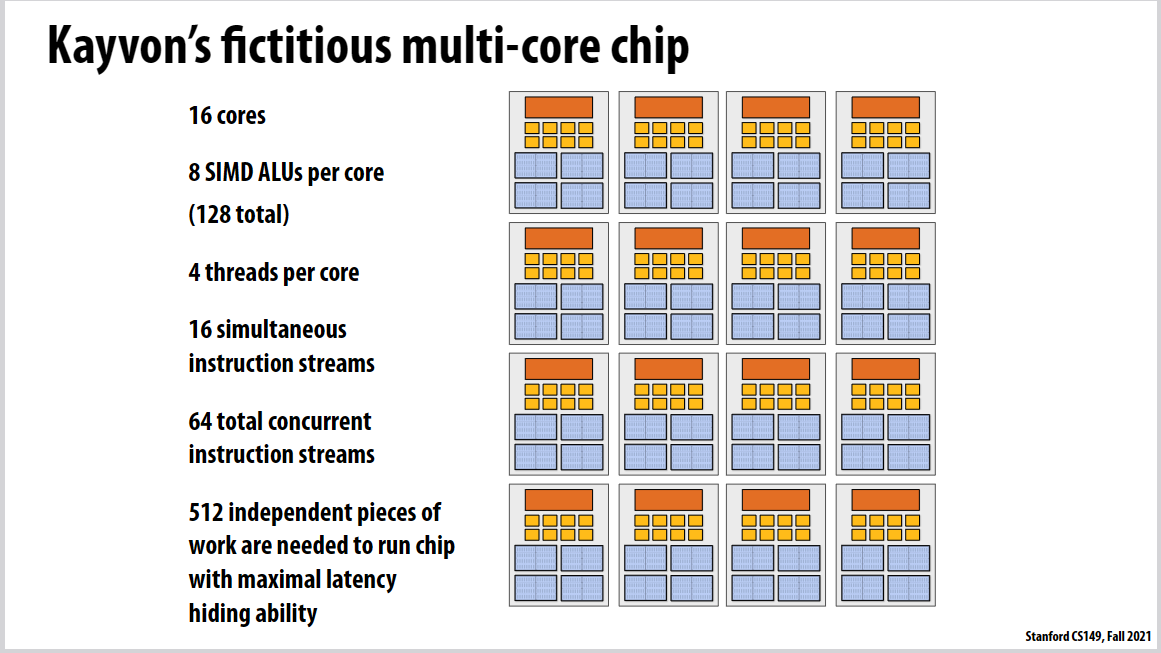 Kayvon’s fictitious multi-core chip
16 cores
8 SIMD ALUs per core
(128 total)
4 threads per core
16 simultaneous
instruction streams
64 total concurrent
instruction streams
512 independent pieces of
work are needed to run chip
with maximal latency
hiding ability
Stanford CS149, Fall 2021